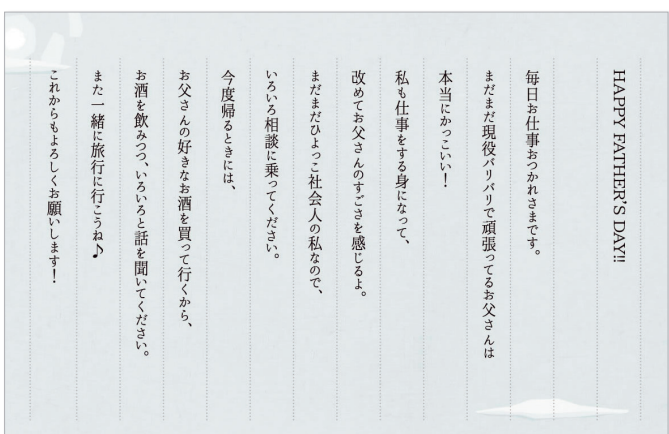 HAPPY FATHER'S DAY!!
毎日お仕事おつかれさまです。
まだまだ現役バリバリで頑張ってるお父さんは
本当にかっこいい！
私も仕事をする身になって、
改めてお父さんのすごさを感じるよ。
まだまだひよっこ社会人の私なので、
いろいろ相談に乗ってください。
今度帰るときには、
お父さんの好きなお酒を買って行くから、
お酒を飲みつつ、いろいろと話を聞いてください。
また一緒に旅行に行こうね♪
これからもよろしくお願いします！